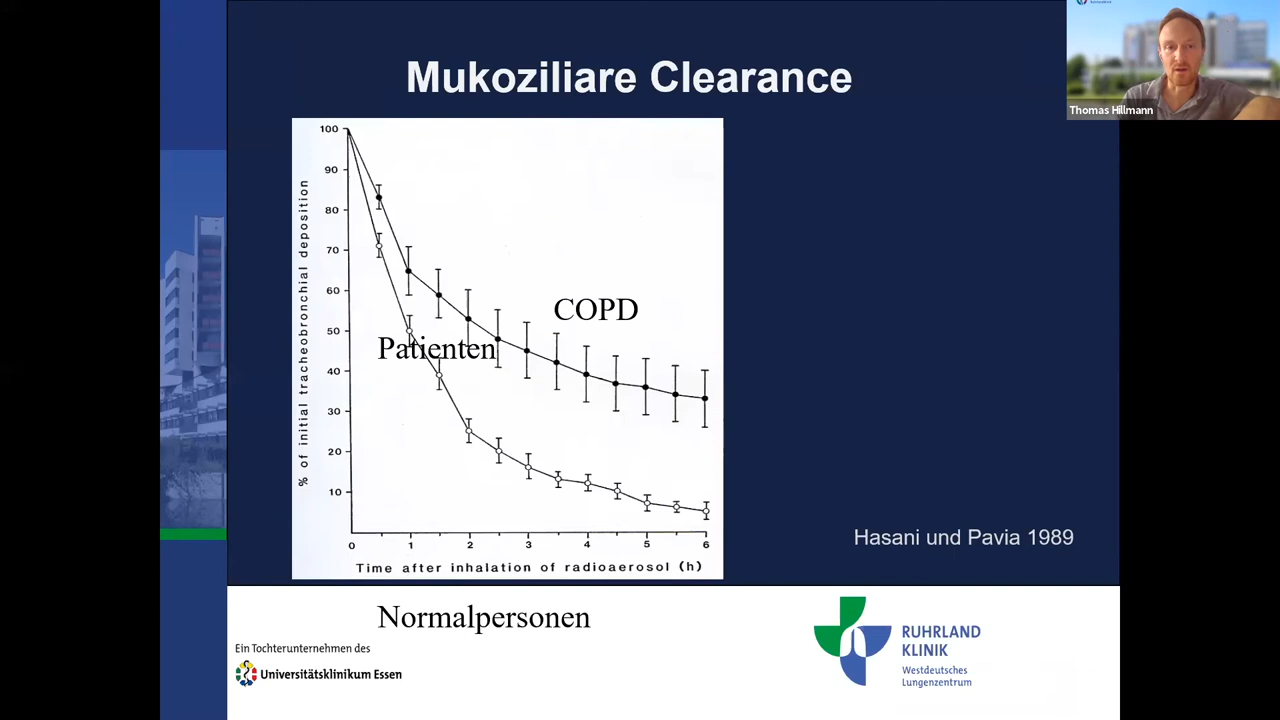 Mukoziliare Clearance
Thomas Hillmann
100
90
80
70
60
50
40
30
20
10
% of initial tracheobronchial deposition
COPD
Patienten
0 1 2 3 4 5 6
Time after inhalation of radioaerosol (h)
Hasani und Pavia 1989
Normalpersonen
Ein Tochterunternehmen des
Universitätsklinikum Essen
RUHRLAND
KLINIK
Westdeutsches
Lungenzentrum